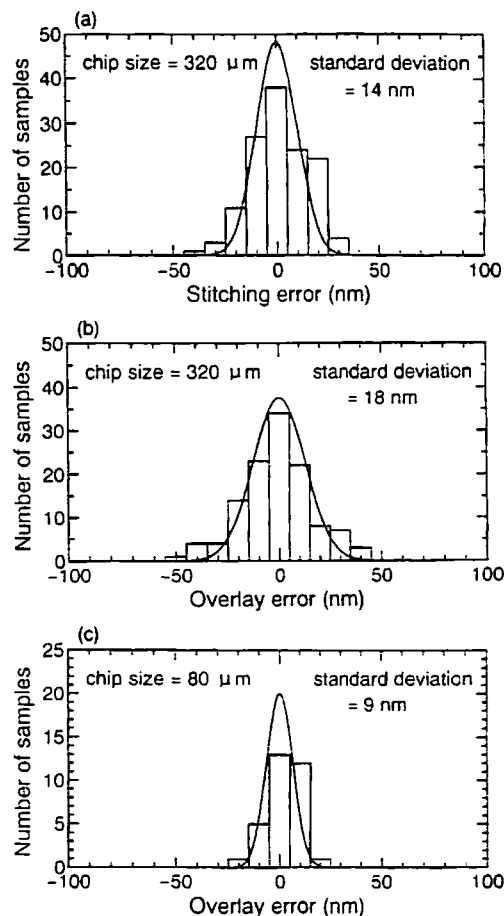 (a)
50
40
30
20
10
0
Number of samples
chip size = 320 μm
standard deviation
= 14 nm
-100 -50 0 50 100
Stitching error (nm)
(b)
50
40
30
20
10
0
Number of samples
chip size = 320 μm
standard deviation
= 18 nm
-100 -50 0 50 100
Overlay error (nm)
(c)
25
20
15
10
5
0
Number of samples
chip size = 80 μm
standard deviation
= 9 nm
-100 -50 0 50 100
Overlay error (nm)